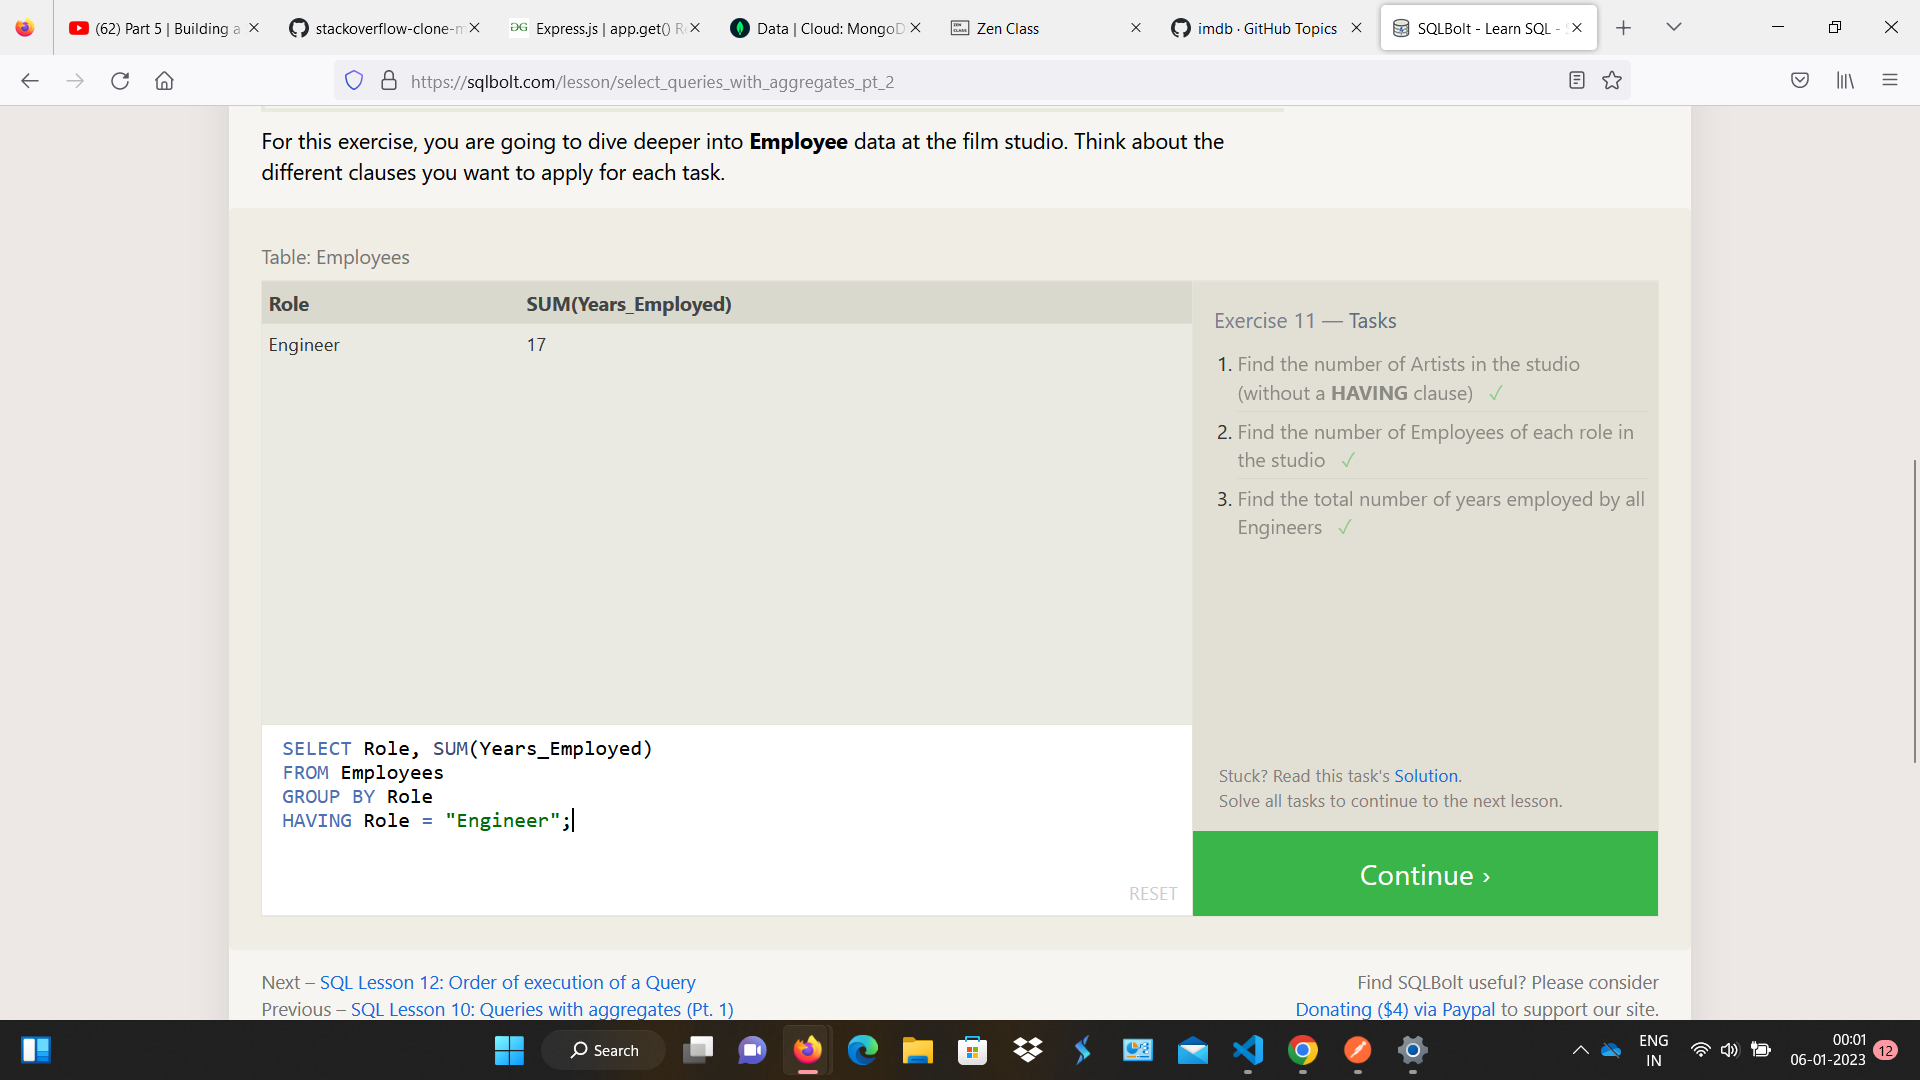 (62) Part 5 | Building a
stackoverflow-clone-m
Express.js | app.get() R
Data | Cloud: MongoD
Zen Class
imdb · GitHub Topics
SQLBolt - Learn SQL -
https://sqlbolt.com/lesson/select_queries_with_aggregates_pt_2
For this exercise, you are going to dive deeper into Employee data at the film studio. Think about the
different clauses you want to apply for each task.
Table: Employees
Role SUM(Years_Employed)
Engineer 17
Exercise 11 — Tasks
1. Find the number of Artists in the studio
(without a HAVING clause) ✓
2. Find the number of Employees of each role in
the studio ✓
3. Find the total number of years employed by all
Engineers ✓
SELECT Role, SUM(Years_Employed)
FROM Employees
GROUP BY Role
HAVING Role = "Engineer";
RESET
Stuck? Read this task's Solution.
Solve all tasks to continue to the next lesson.
Continue ›
Next – SQL Lesson 12: Order of execution of a Query
Previous – SQL Lesson 10: Queries with aggregates (Pt. 1)
Find SQLBolt useful? Please consider
Donating ($4) via Paypal to support our site.
Search
ENG
IN
00:01
06-01-2023
12